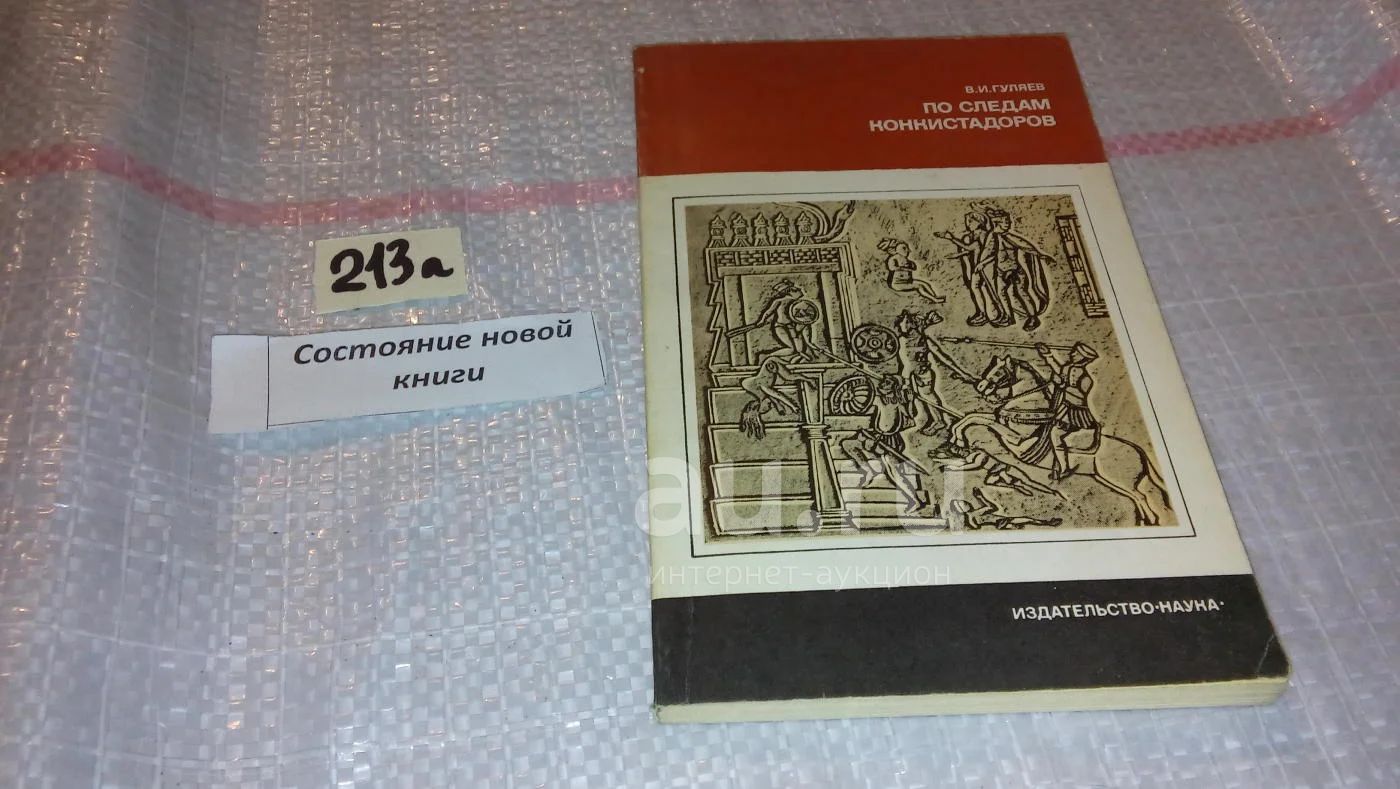 В.И.ГУЛЯЕВ
ПО СЛЕДАМ
КОНКИСТАДОРОВ
213а
Состояние новой
книги
au.ru
интернет-аукцион
ИЗДАТЕЛЬСТВО·НАУКА·